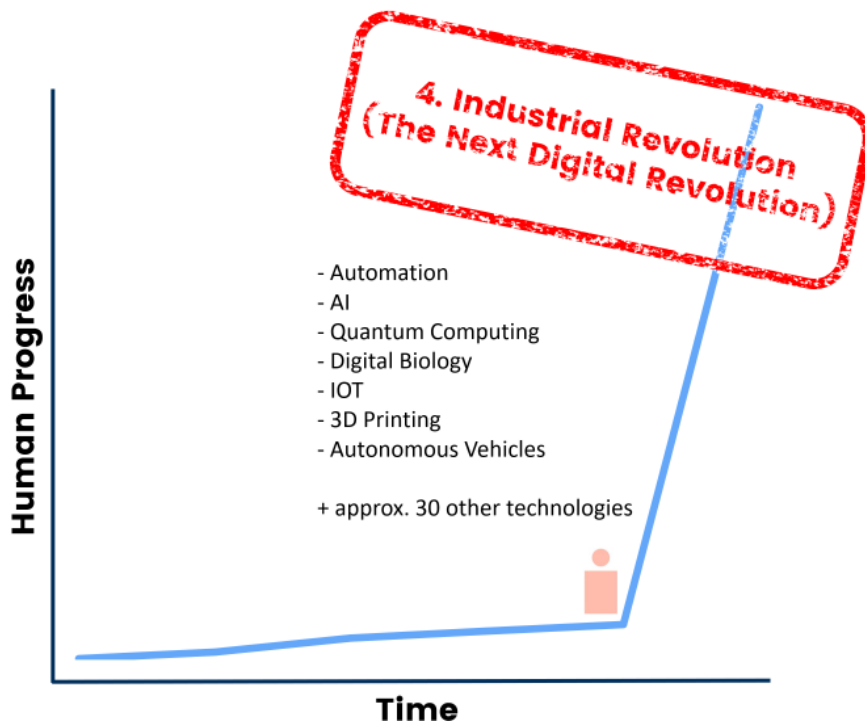 4. Industrial Revolution
(The Next Digital Revolution)
- Automation
- AI
- Quantum Computing
- Digital Biology
- IOT
- 3D Printing
- Autonomous Vehicles
+ approx. 30 other technologies
Human Progress
Time